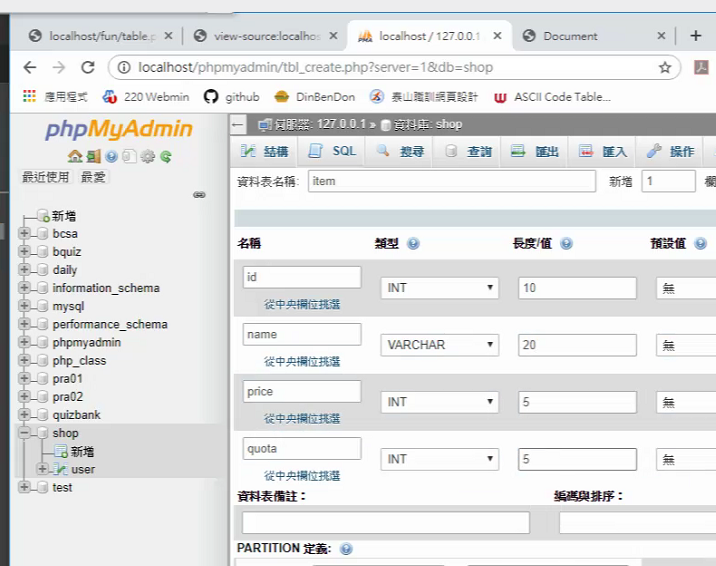 localhost/fun/table.p
view-source:localhos
localhost / 127.0.0.1
Document
localhost/phpmyadmin/tbl_create.php?server=1&db=shop
應用程式 220 Webmin github DinBenDon 泰山職訓網頁設計 ASCII Code Table...
phpMyAdmin
最近使用 最愛
新增
bcsa
bquiz
daily
information_schema
mysql
performance_schema
phpmyadmin
php_class
pra01
pra02
quizbank
shop
新增
user
test
伺服器: 127.0.0.1 » 資料庫: shop
結構 SQL 搜尋 查詢 匯出 匯入 操作
資料表名稱: item 新增 1 欄
名稱 類型 長度/值 預設值
id INT 10 無
從中央欄位挑選
name VARCHAR 20 無
從中央欄位挑選
price INT 5 無
從中央欄位挑選
quota INT 5 無
從中央欄位挑選
資料表備註： 編碼與排序：
PARTITION 定義: